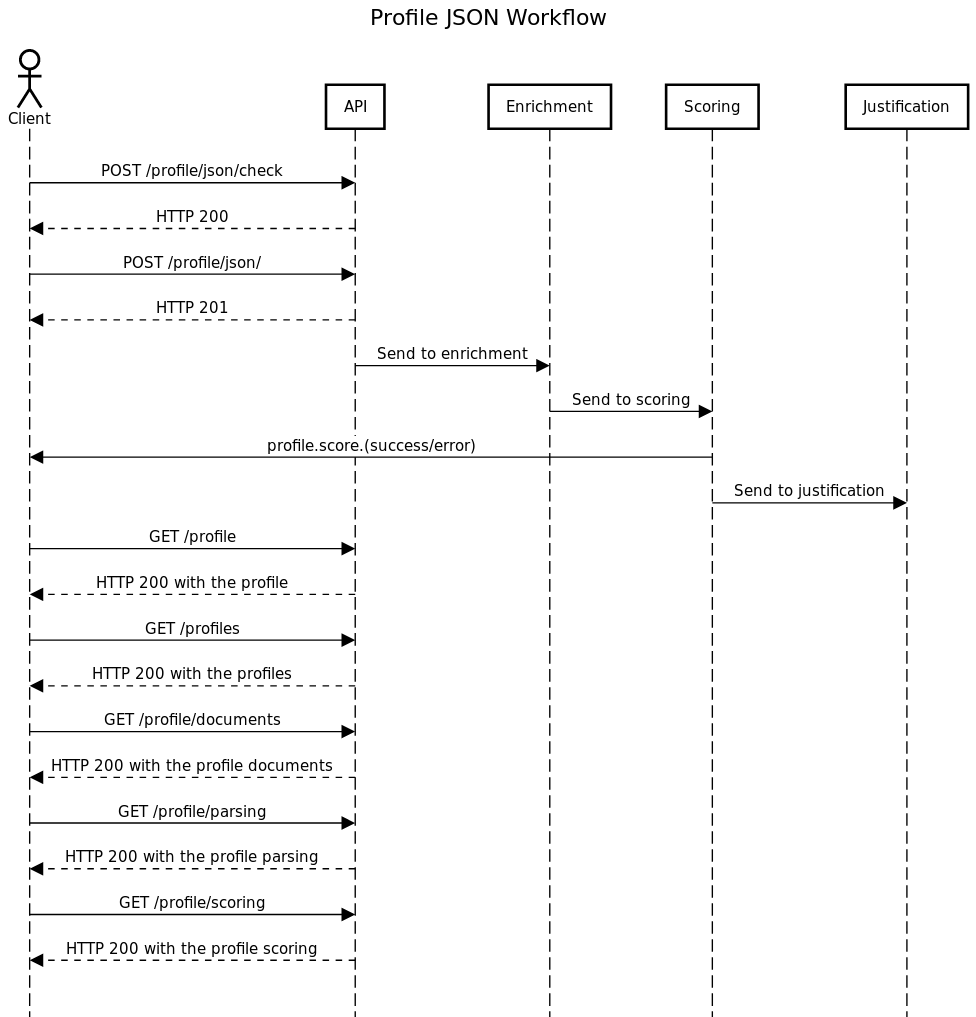 Profile JSON Workflow
Client
API
Enrichment
Scoring
Justification
POST /profile/json/check
HTTP 200
POST /profile/json/
HTTP 201
Send to enrichment
Send to scoring
profile.score.(success/error)
Send to justification
GET /profile
HTTP 200 with the profile
GET /profiles
HTTP 200 with the profiles
GET /profile/documents
HTTP 200 with the profile documents
GET /profile/parsing
HTTP 200 with the profile parsing
GET /profile/scoring
HTTP 200 with the profile scoring